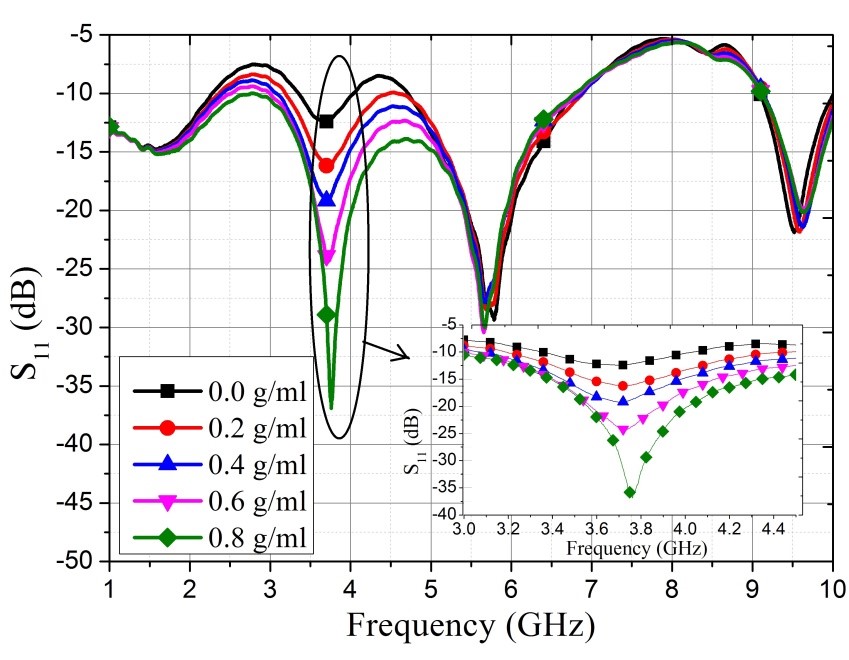 -5
-10
-15
-20
-25
-30
-35
-40
-45
-50
S11 (dB)
1 2 3 4 5 6 7 8 9 10
Frequency (GHz)
0.0 g/ml
0.2 g/ml
0.4 g/ml
0.6 g/ml
0.8 g/ml
-5
-10
-15
-20
-25
-30
-35
-40
S11 (dB)
3.0 3.2 3.4 3.6 3.8 4.0 4.2 4.4
Frequency (GHz)